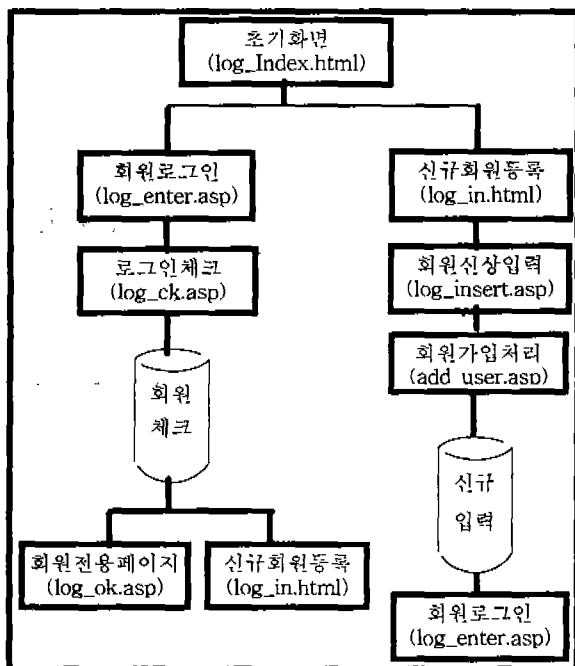 초기화면
(log_Index.html)
회원로그인
(log_enter.asp)
신규회원등록
(log_in.html)
로그인체크
(log_ck.asp)
회원신상입력
(log_insert.asp)
회원가입처리
(add_user.asp)
회원
체크
신규
입력
회원전용페이지
(log_ok.asp)
신규회원등록
(log_in.html)
회원로그인
(log_enter.asp)